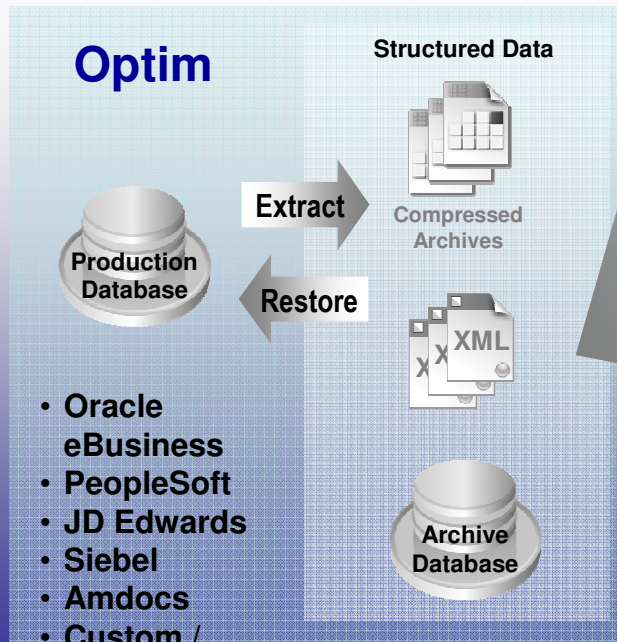 Optim
Structured Data
Extract
Compressed
Archives
Production
Database
Restore
XML
X
X
• Oracle
eBusiness
• PeopleSoft
• JD Edwards
• Siebel
• Amdocs
• Custom /
Archive
Database